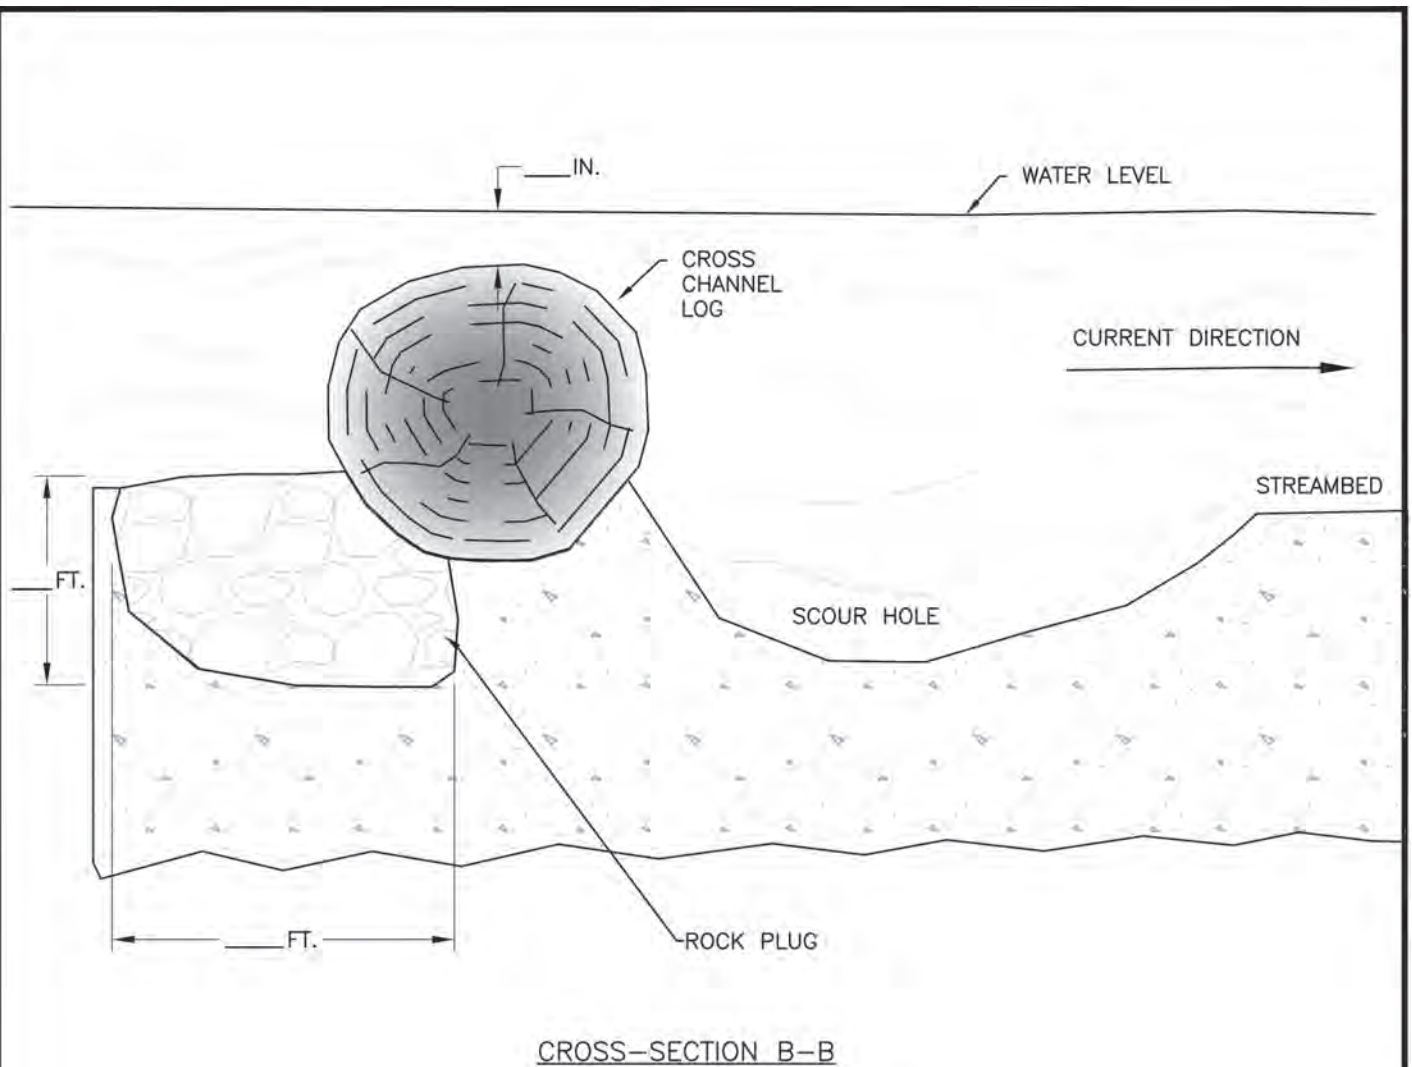 ___IN.
WATER LEVEL
CROSS
CHANNEL
LOG
CURRENT DIRECTION
STREAMBED
___FT.
SCOUR HOLE
___FT.
ROCK PLUG
CROSS-SECTION B-B